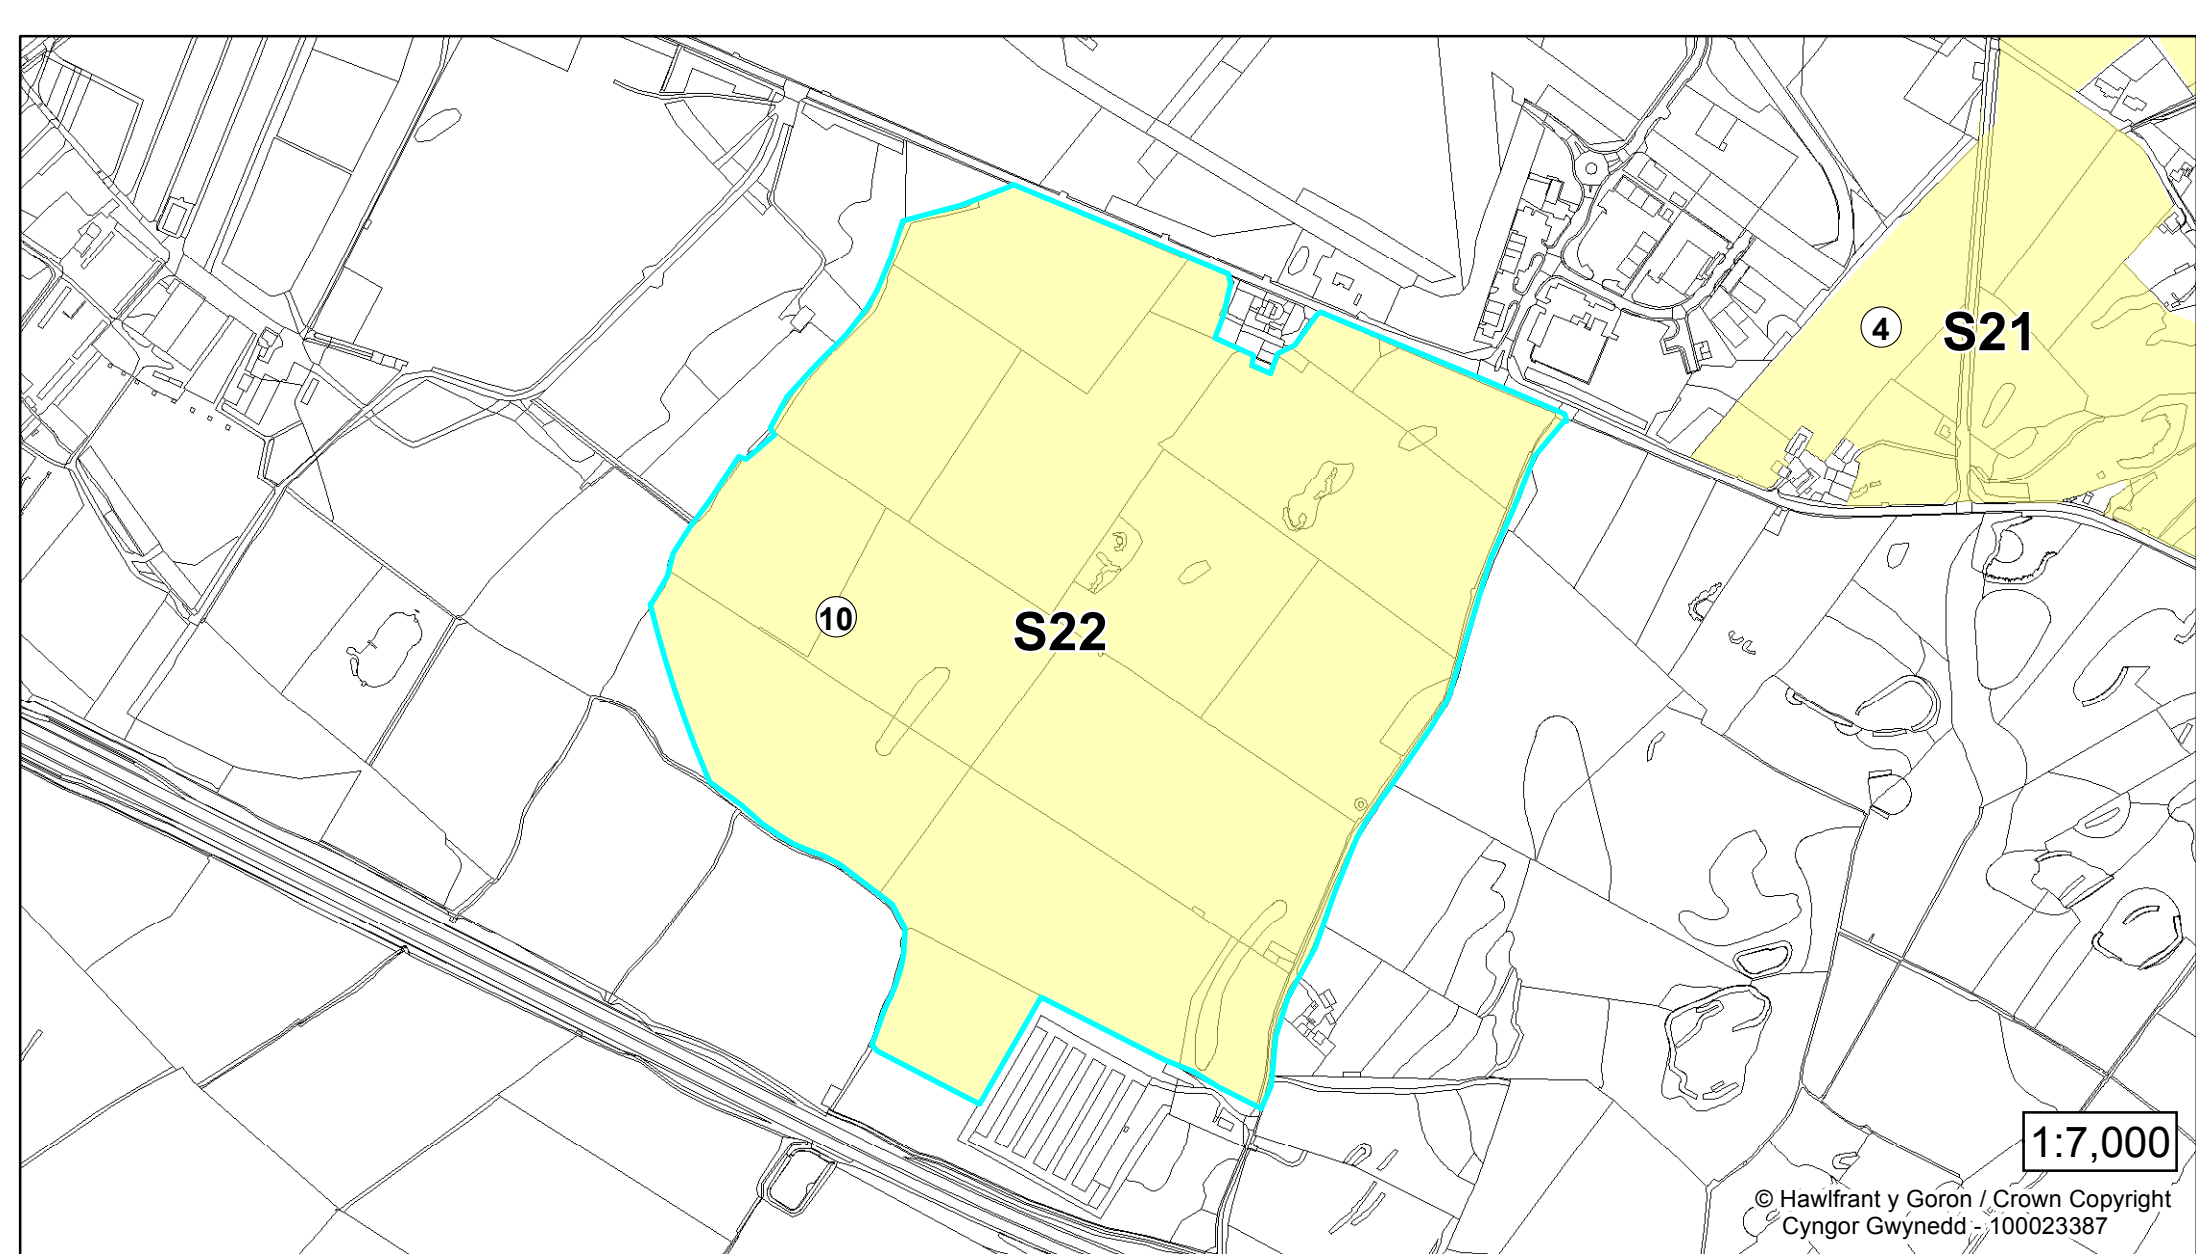 4
S21
10
S22
1:7,000
© Hawlfrant y Goron / Crown Copyright
Cyngor Gwynedd - 100023387